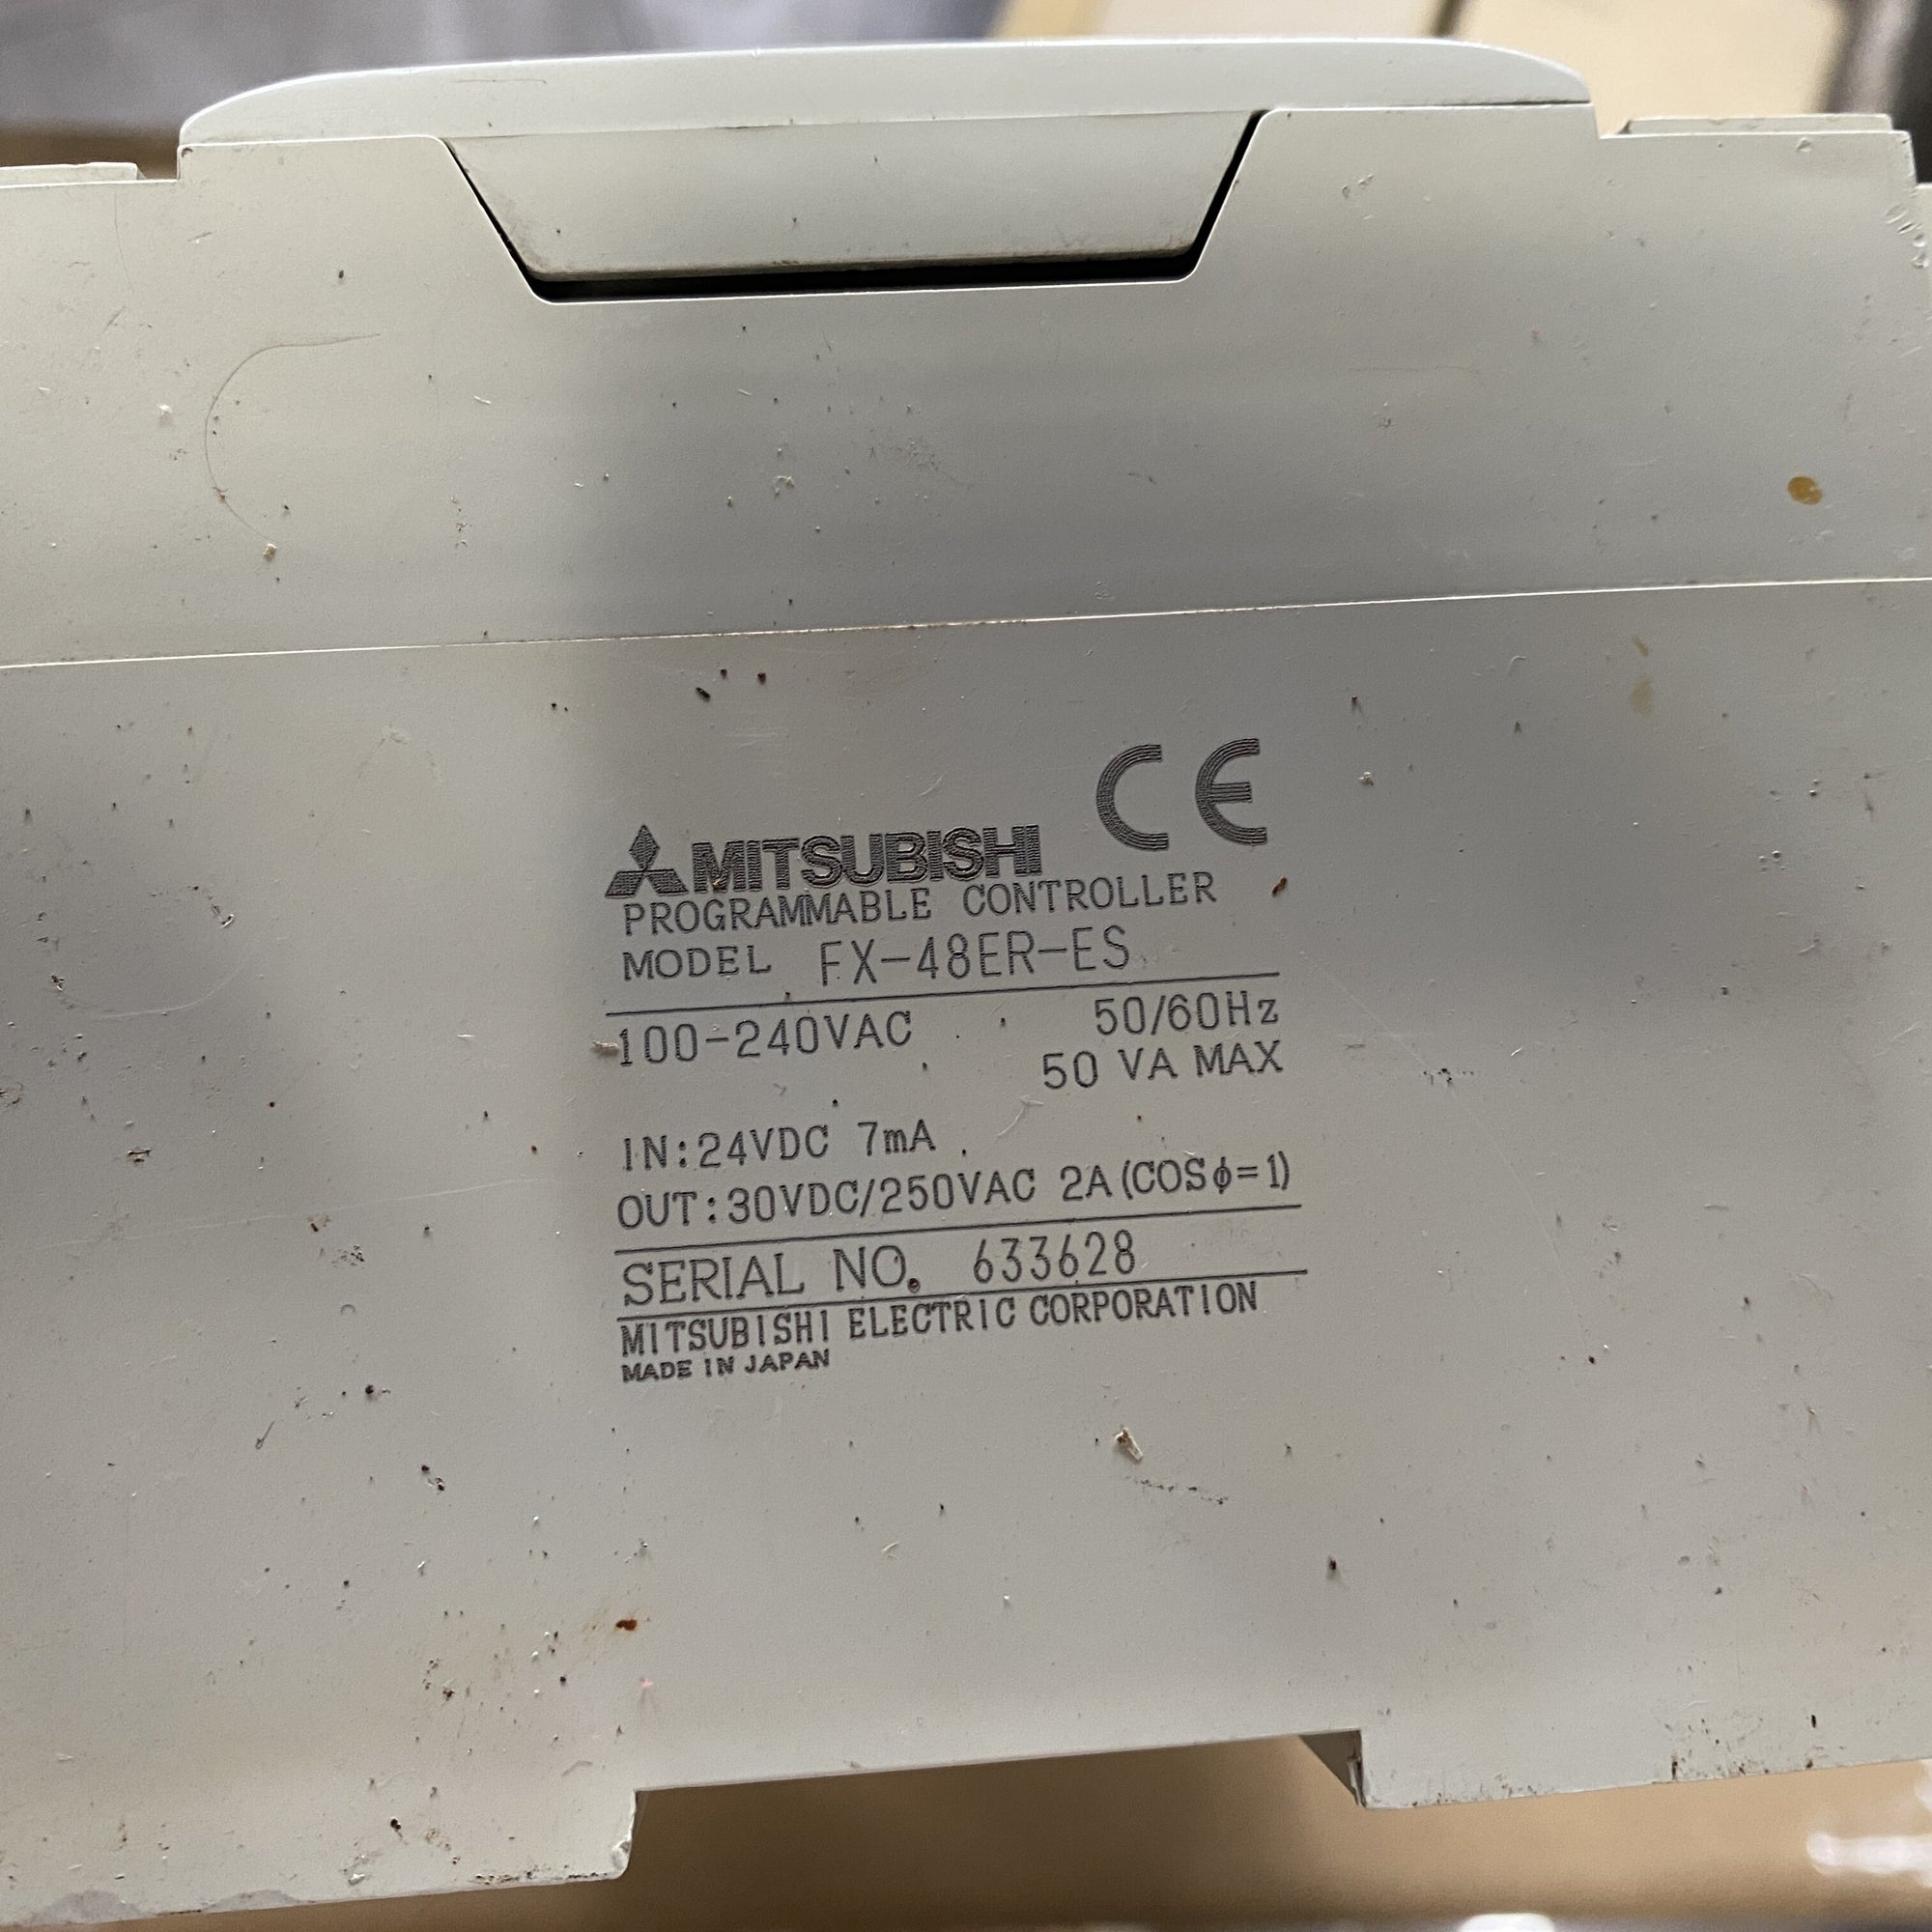 CE
MITSUBISHI
PROGRAMMABLE CONTROLLER
MODEL FX-48ER-ES
100-240VAC 50/60Hz
50 VA MAX
IN:24VDC 7mA
OUT:30VDC/250VAC 2A(COSϕ=1)
SERIAL NO. 633628
MITSUBISHI ELECTRIC CORPORATION
MADE IN JAPAN